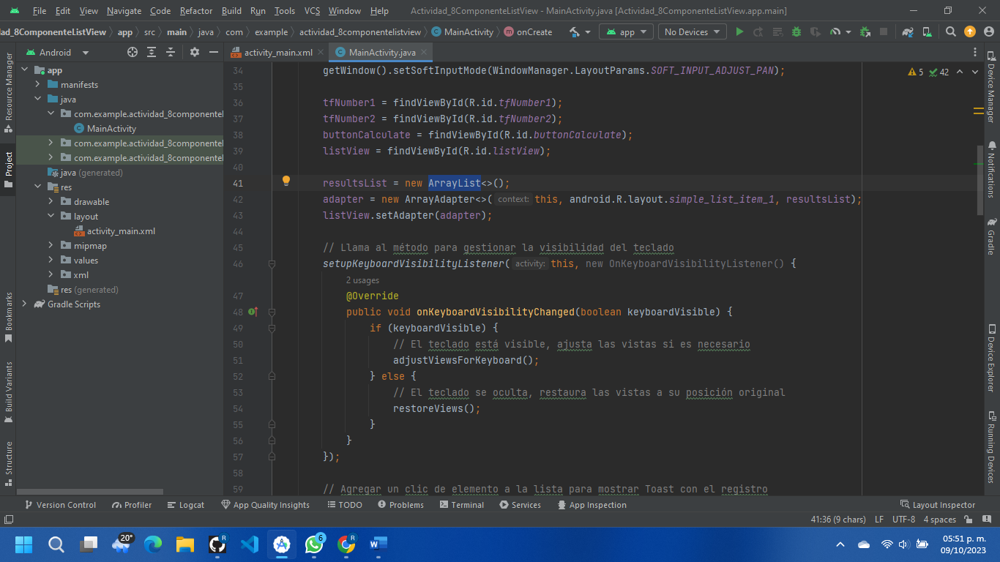 File Edit View Navigate Code Refactor Build Run Tools VCS Window Help Actividad_8ComponenteListView - MainActivity.java [Actividad_8ComponenteListView.app.main]
ad_8ComponenteListView app src main java com example actividad_8componentelistview MainActivity onCreate app No Devices
Android
activity_main.xml MainActivity.java
Resource Manager
Project
Bookmarks
Build Variants
Structure
app
manifests
java
com.example.actividad_8componentel
MainActivity
com.example.actividad_8componentel
com.example.actividad_8componentel
java (generated)
res
drawable
layout
activity_main.xml
mipmap
values
xml
res (generated)
Gradle Scripts
5 42
34 getWindow().setSoftInputMode(WindowManager.LayoutParams.SOFT_INPUT_ADJUST_PAN);
35
36 tfNumber1 = findViewById(R.id.tfNumber1);
37 tfNumber2 = findViewById(R.id.tfNumber2);
38 buttonCalculate = findViewById(R.id.buttonCalculate);
39 listView = findViewById(R.id.listView);
40
41 resultsList = new ArrayList<>();
42 adapter = new ArrayAdapter<>( context: this, android.R.layout.simple_list_item_1, resultsList);
43 listView.setAdapter(adapter);
44
45 // Llama al método para gestionar la visibilidad del teclado
46 setupKeyboardVisibilityListener( activity: this, new OnKeyboardVisibilityListener() {
2 usages
47 @Override
48 public void onKeyboardVisibilityChanged(boolean keyboardVisible) {
49 if (keyboardVisible) {
50 // El teclado está visible, ajusta las vistas si es necesario
51 adjustViewsForKeyboard();
52 } else {
53 // El teclado se oculta, restaura las vistas a su posición original
54 restoreViews();
55 }
56 }
57 });
58
59 // Agregar un clic de elemento a la lista para mostrar Toast con el registro
Device Manager
Notifications
Gradle
Device Explorer
Running Devices
Version Control Profiler Logcat App Quality Insights TODO Problems Terminal Services App Inspection Layout Inspector
41:36 (9 chars) LF UTF-8 4 spaces
20° R 6 R
05:51 p. m.
09/10/2023